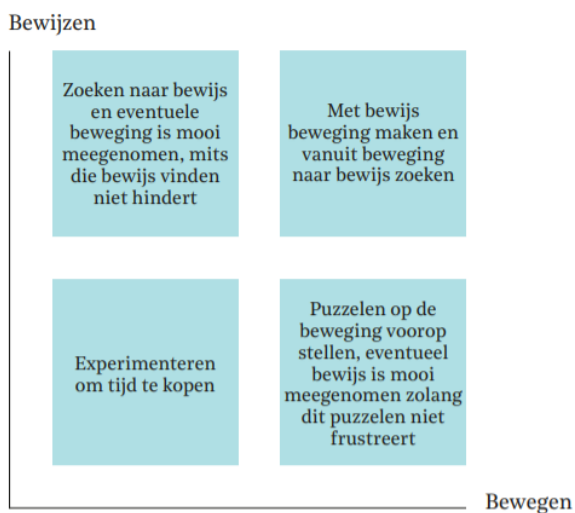 Bewijzen
Zoeken naar bewijs
en eventuele
beweging is mooi
meegenomen, mits
die bewijs vinden
niet hindert
Met bewijs
beweging maken en
vanuit beweging
naar bewijs zoeken
Experimenteren
om tijd te kopen
Puzzelen op de
beweging voorop
stellen, eventueel
bewijs is mooi
meegenomen zolang
dit puzzelen niet
frustreert
Bewegen